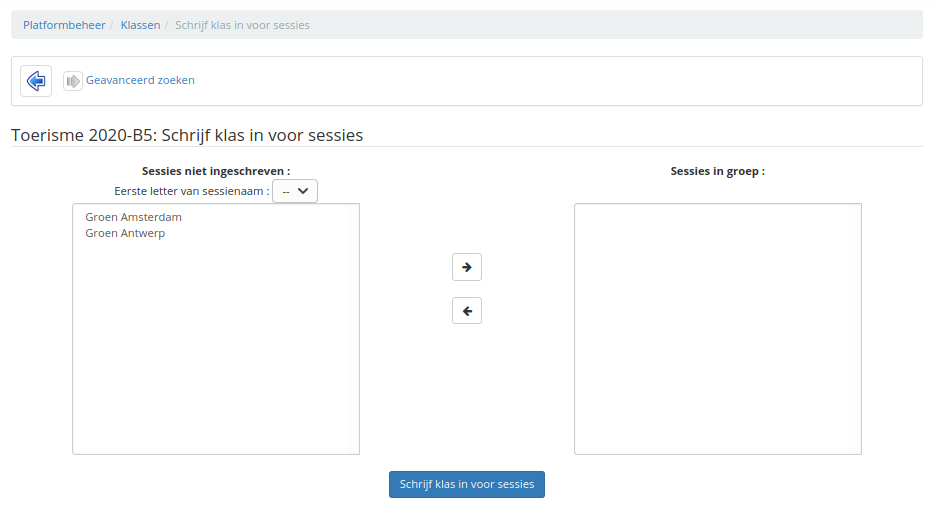 Platformbeheer / Klassen / Schrijf klas in voor sessies
Geavanceerd zoeken
Toerisme 2020-B5: Schrijf klas in voor sessies
Sessies niet ingeschreven :
Eerste letter van sessienaam : --
Groen Amsterdam
Groen Antwerp
Sessies in groep :
Schrijf klas in voor sessies